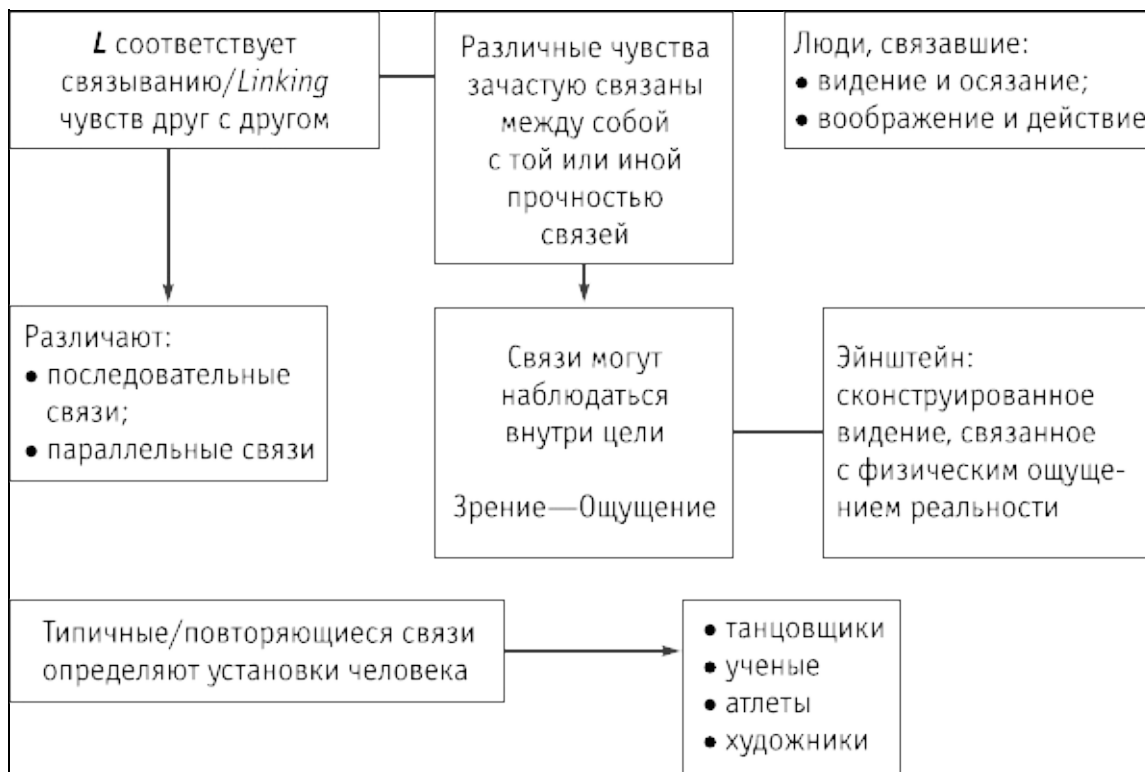 L соответствует
связыванию/Linking
чувств друг с другом
Различные чувства
зачастую связаны
между собой
с той или иной
прочностью
связей
Люди, связавшие:
● видение и осязание;
● воображение и действие
Различают:
● последовательные
связи;
● параллельные связи
Связи могут
наблюдаться
внутри цели
Зрение—Ощущение
Эйнштейн:
сконструированное
видение, связанное
с физическим ощуще-
нием реальности
Типичные/повторяющиеся связи
определяют установки человека
● танцовщики
● ученые
● атлеты
● художники